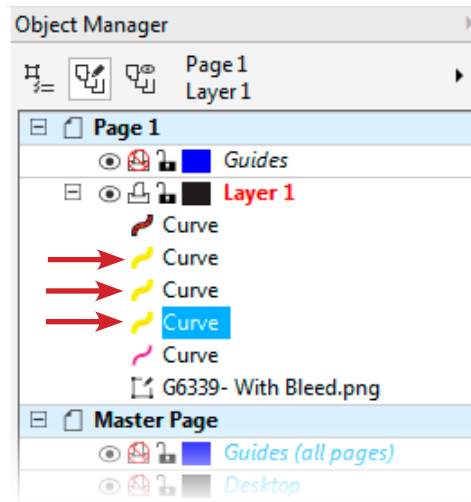 Object Manager
Page 1
Layer 1
Page 1
Guides
Layer 1
Curve
Curve
Curve
Curve
Curve
G6339- With Bleed.png
Master Page
Guides (all pages)
Desktop